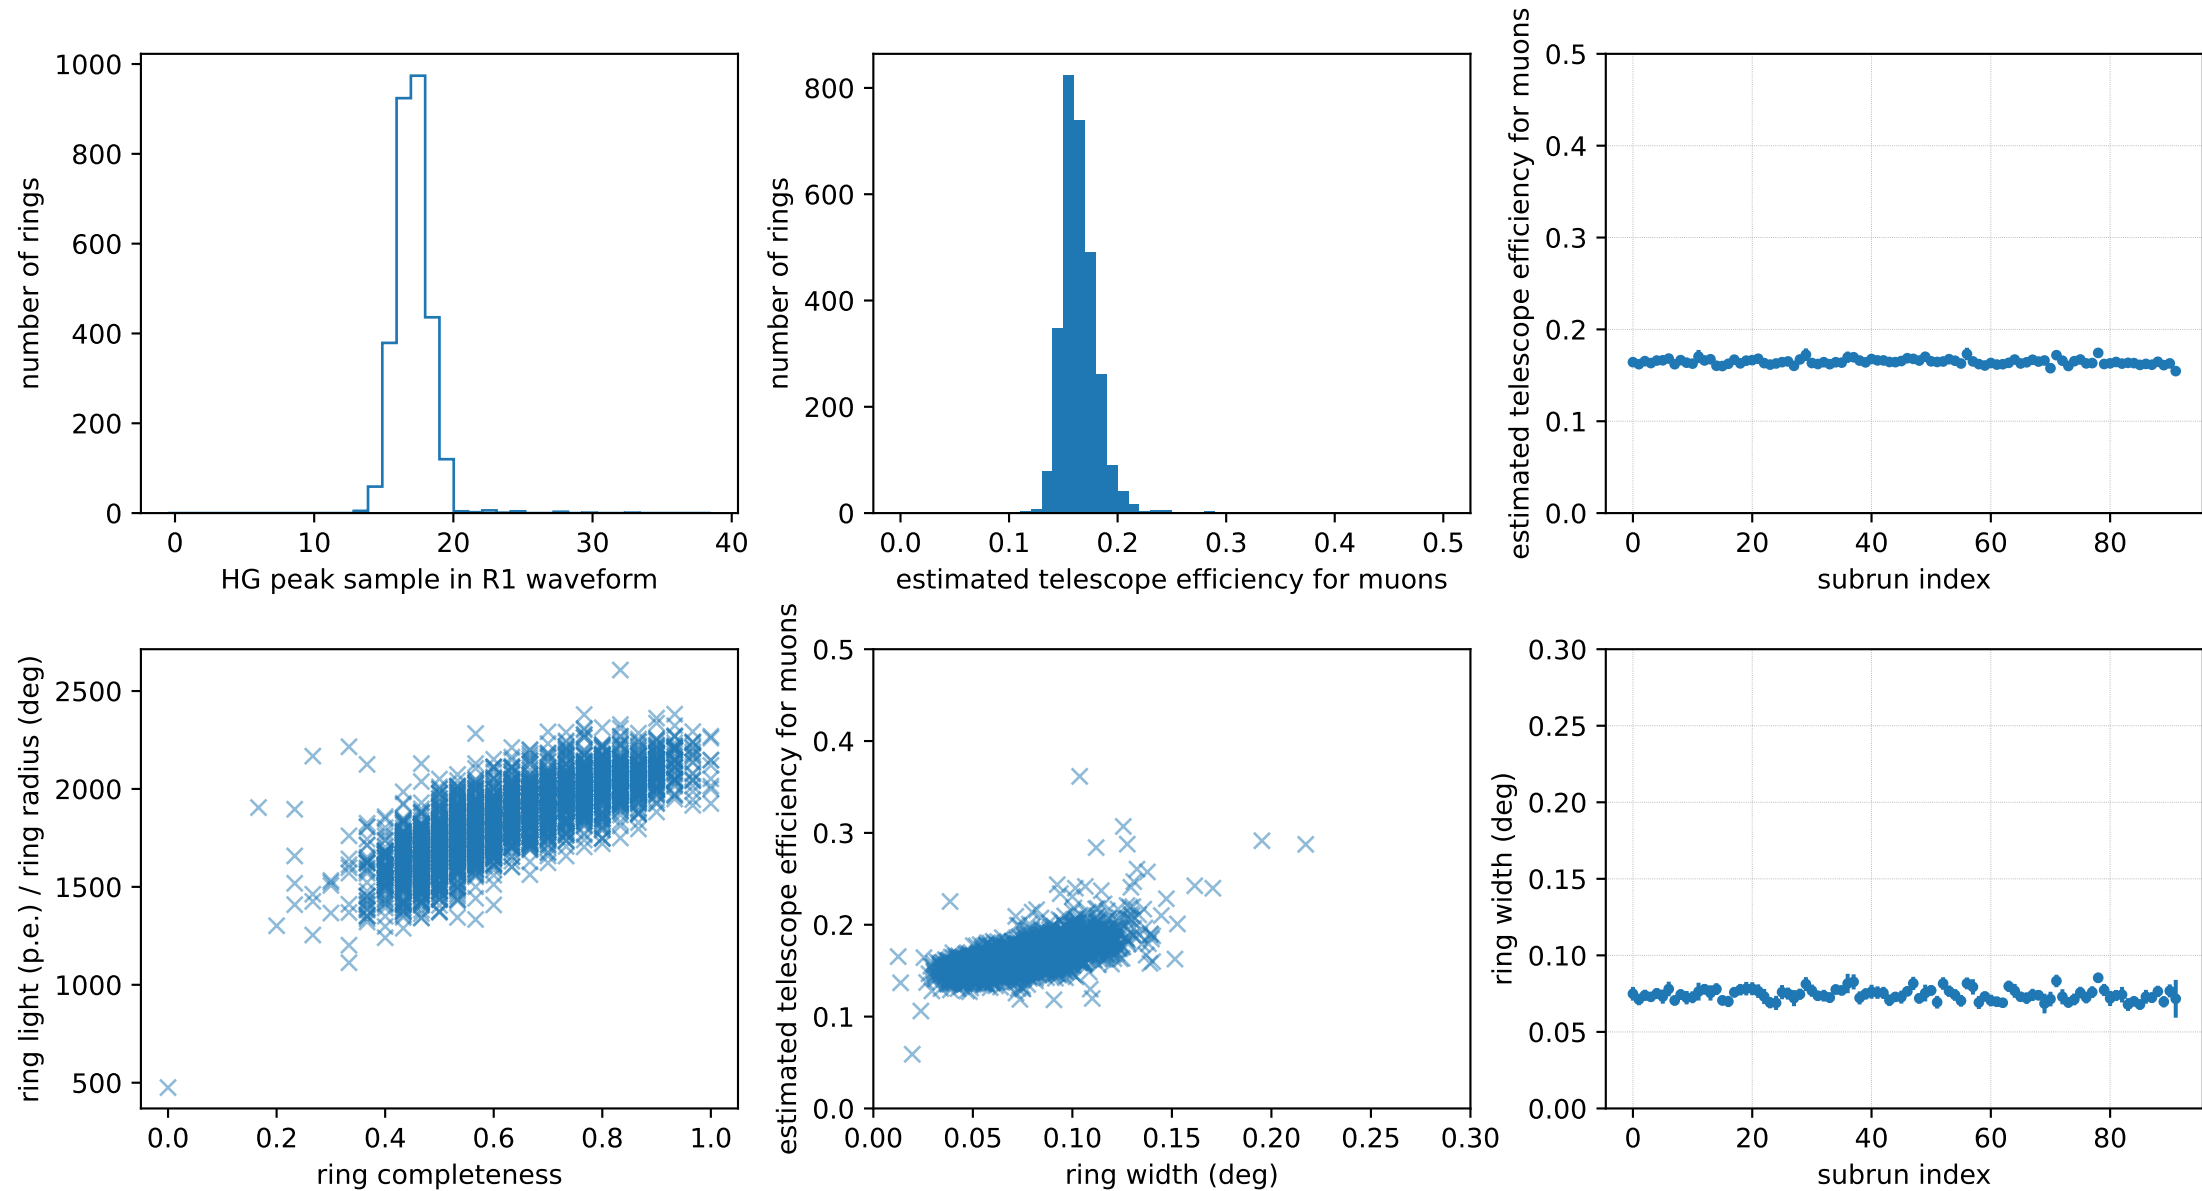 number of rings
1000
800
600
400
200
0
0 10 20 30 40
HG peak sample in R1 waveform
number of rings
800
600
400
200
0
0.0 0.1 0.2 0.3 0.4 0.5
estimated telescope efficiency for muons
estimated telescope efficiency for muons
0.5
0.4
0.3
0.2
0.1
0.0
0 20 40 60 80
subrun index
ring light (p.e.) / ring radius (deg)
2500
2000
1500
1000
500
0.0 0.2 0.4 0.6 0.8 1.0
ring completeness
estimated telescope efficiency for muons
0.5
0.4
0.3
0.2
0.1
0.0
0.00 0.05 0.10 0.15 0.20 0.25 0.30
ring width (deg)
ring width (deg)
0.30
0.25
0.20
0.15
0.10
0.05
0.00
0 20 40 60 80
subrun index